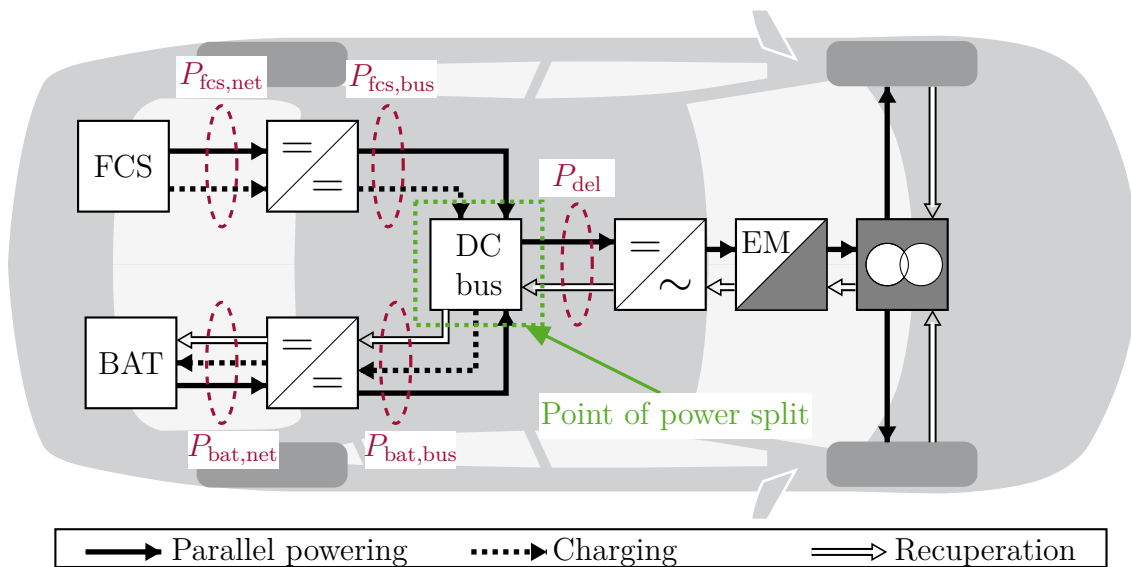 P_fcs,net
P_fcs,bus
FCS
=
=
P_del
DC
bus
=
~
EM
BAT
=
=
Point of power split
P_bat,net
P_bat,bus
Parallel powering
Charging
Recuperation